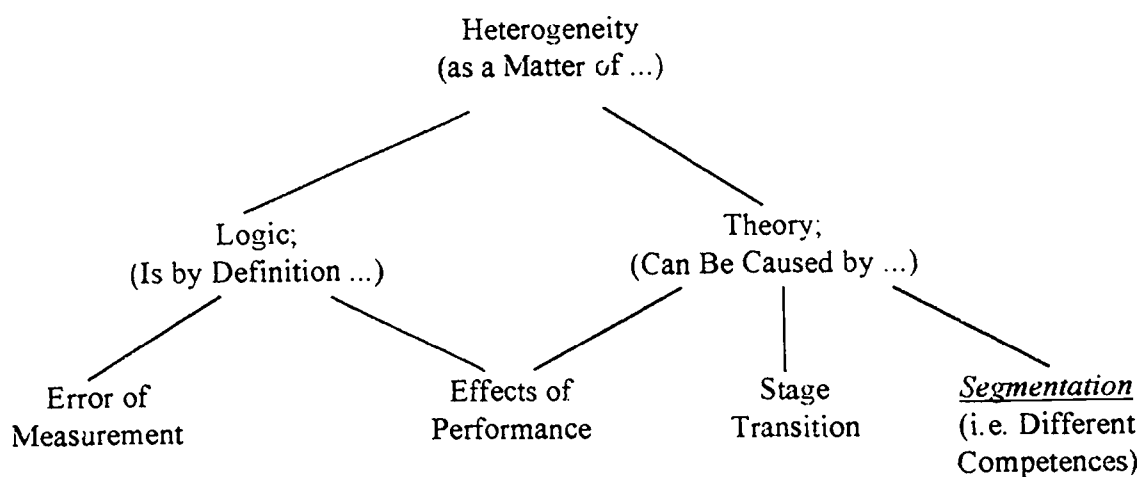 Heterogeneity
(as a Matter of ...)
Logic;
(Is by Definition ...)
Theory;
(Can Be Caused by ...)
Error of
Measurement
Effects of
Performance
Stage
Transition
Segmentation
(i.e. Different
Competences)